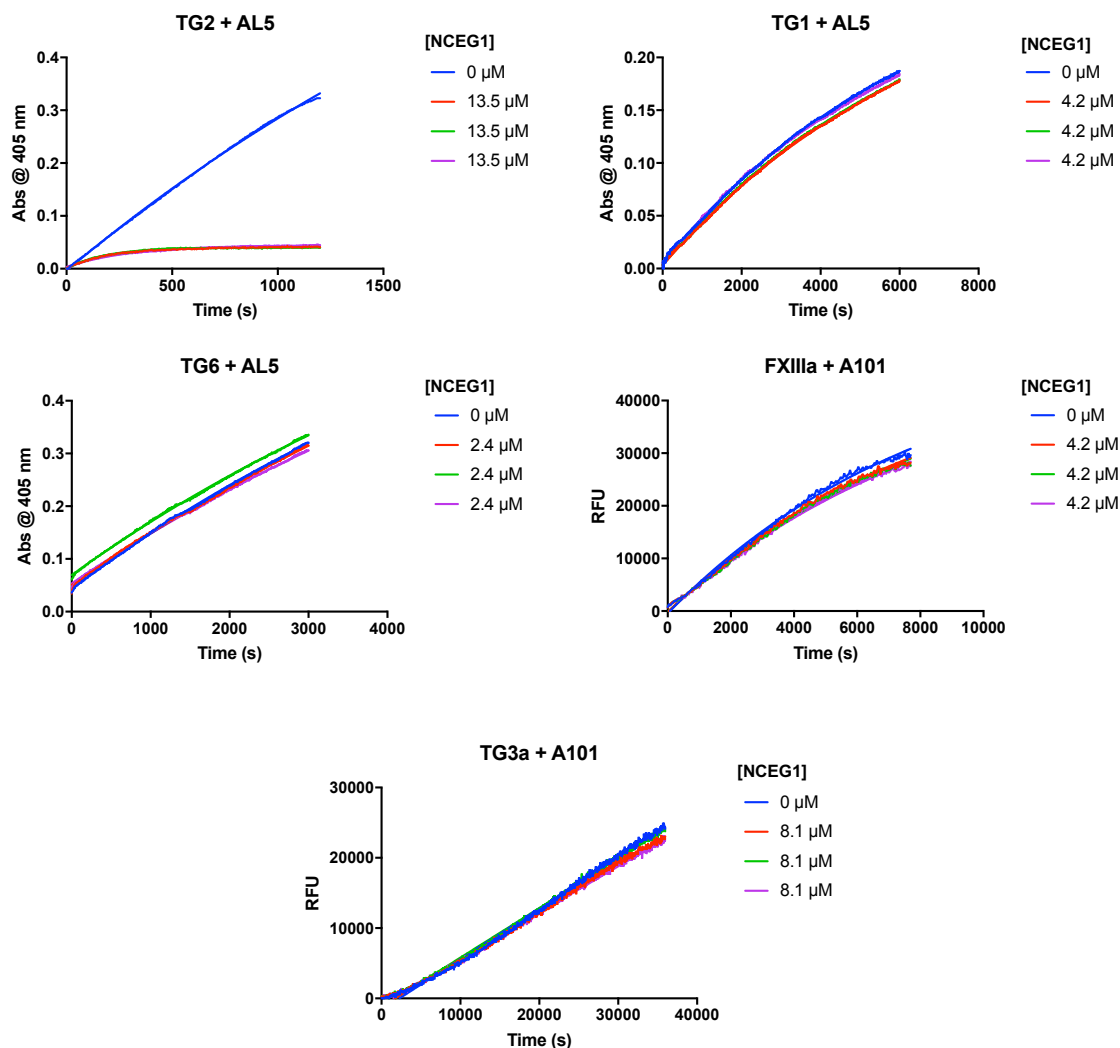 TG2 + AL5
Abs @ 405 nm
0.4
0.3
0.2
0.1
0.0
0 500 1000 1500
Time (s)
[NCEG1]
0 µM
13.5 µM
13.5 µM
13.5 µM
TG1 + AL5
Abs @ 405 nm
0.20
0.15
0.10
0.05
0.00
0 2000 4000 6000 8000
Time (s)
[NCEG1]
0 µM
4.2 µM
4.2 µM
4.2 µM
TG6 + AL5
Abs @ 405 nm
0.4
0.3
0.2
0.1
0.0
0 1000 2000 3000 4000
Time (s)
[NCEG1]
0 µM
2.4 µM
2.4 µM
2.4 µM
FXIIIa + A101
RFU
40000
30000
20000
10000
0
0 2000 4000 6000 8000 10000
Time (s)
[NCEG1]
0 µM
4.2 µM
4.2 µM
4.2 µM
TG3a + A101
RFU
30000
20000
10000
0
0 10000 20000 30000 40000
Time (s)
[NCEG1]
0 µM
8.1 µM
8.1 µM
8.1 µM